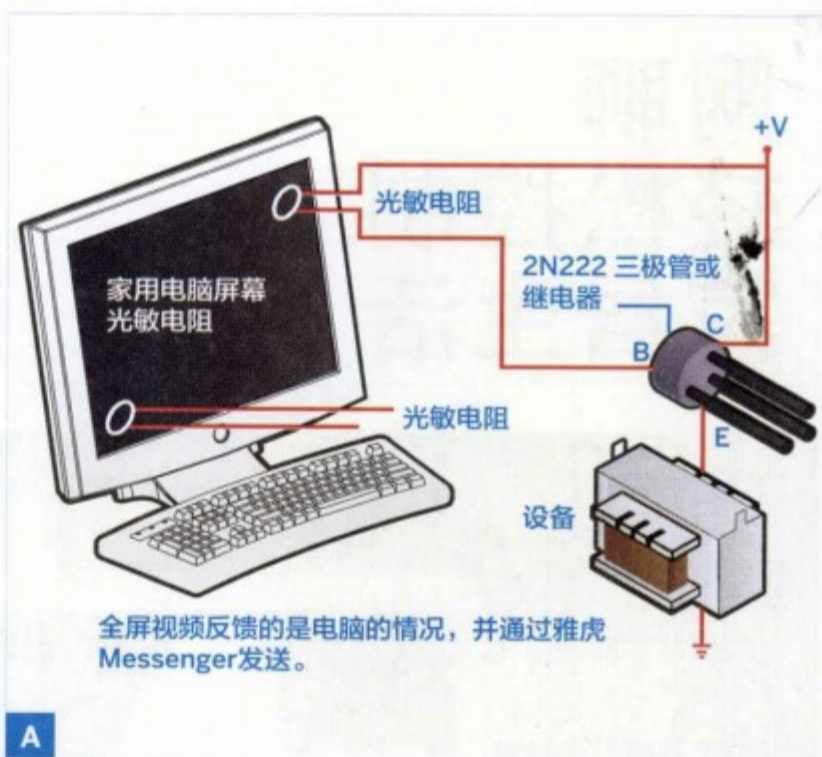 +V
光敏电阻
2N222 三极管或
继电器
家用电脑屏幕
光敏电阻
C
B
光敏电阻
E
设备
全屏视频反馈的是电脑的情况，并通过雅虎
Messenger发送。
A